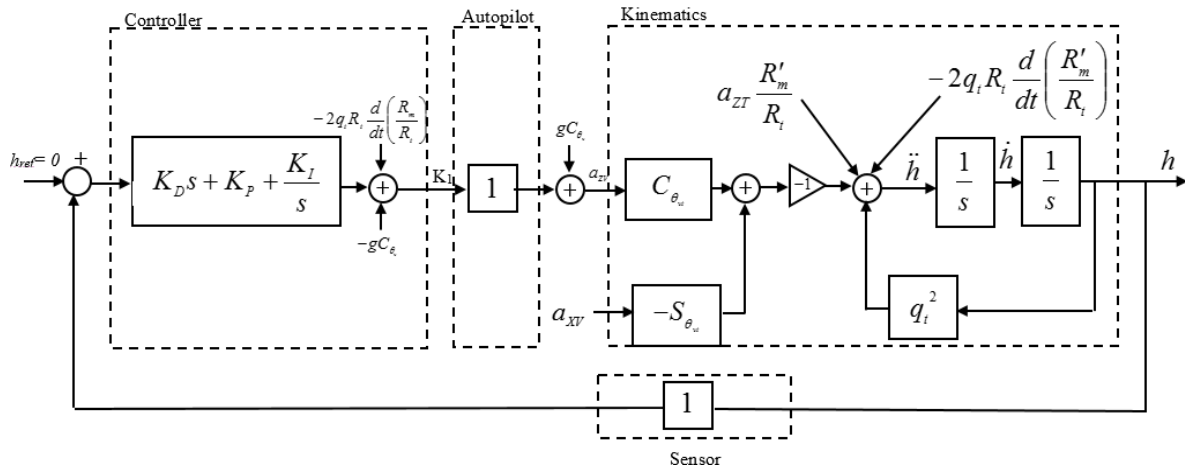 Controller
Autopilot
Kinematics
h_ref = 0
+
K_D s + K_P + K_I / s
-2q_t R_t d/dt (R_m / R_t)
+
-gC_θ
K_1
1
gC_θ
+
a_zv
C_θ
a_XV
-S_θ
+
-1
a_ZT R'_m / R_t
-2q_t R_t d/dt (R'_m / R_t)
+
ḧ
1/s
ḣ
1/s
h
q_t^2
1
Sensor